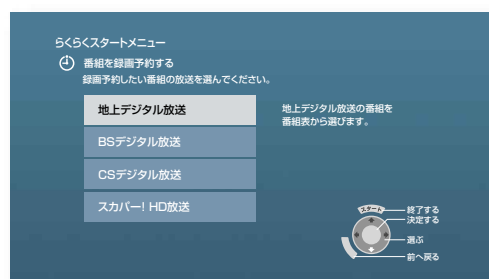 らくらくスタートメニュー
番組を録画予約する
録画予約したい番組の放送を選んでください。
地上デジタル放送
地上デジタル放送の番組を
番組表から選びます。
BSデジタル放送
CSデジタル放送
スカパー! HD放送
スタート
終了する
決定する
選ぶ
前へ戻る